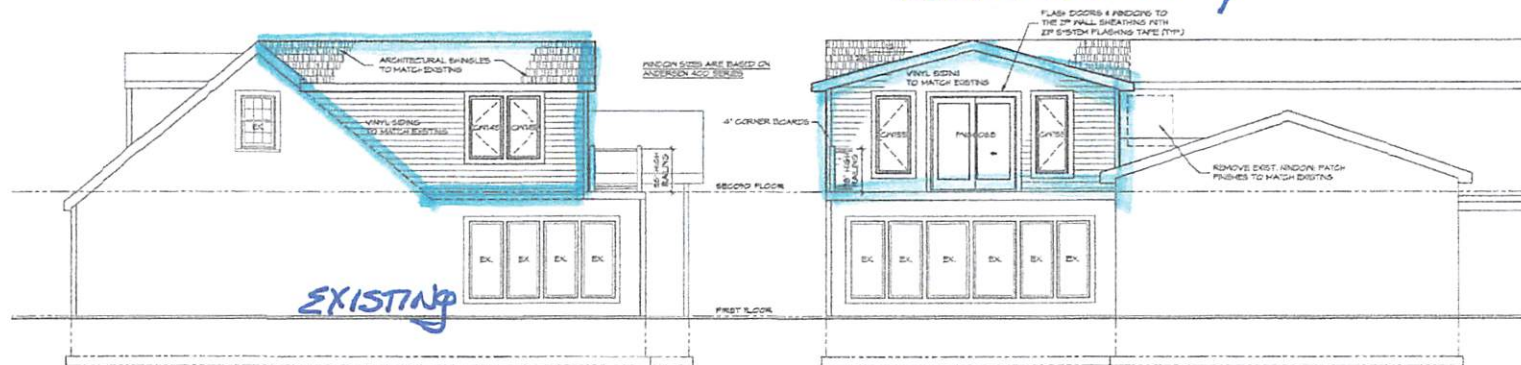 FLASH DOORS & WINDOWS TO
THE ZIP WALL SHEATHING WITH
ZIP SYSTEM FLASHING TAPE (TYP.)
ARCHITECTURAL SHINGLES
TO MATCH EXISTING
WINDOW SIZES ARE BASED ON
ANDERSEN 400 SERIES
VINYL SIDING
TO MATCH EXISTING
VINYL SIDING
TO MATCH EXISTING
EX.
4" CORNER BOARDS
HIGH
RAILING
HIGH
RAILING
REMOVE EXIST. WINDOW. PATCH
FINISHES TO MATCH EXISTING
SECOND FLOOR
EX. EX. EX. EX.
EX. EX. EX. EX. EX. EX.
EXISTING
FIRST FLOOR